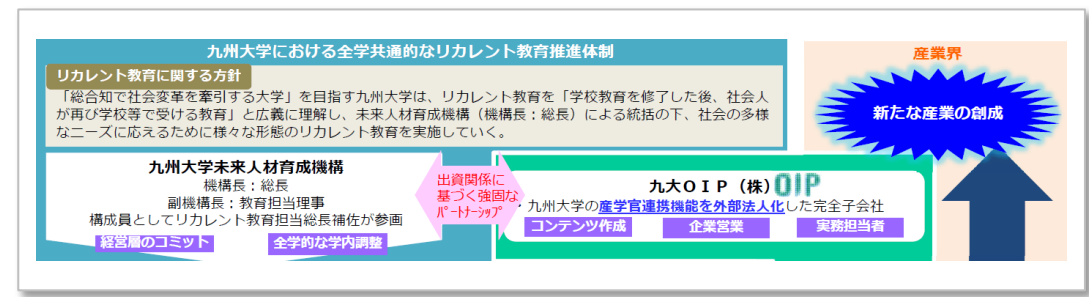 九州大学における全学共通的なリカレント教育推進体制
リカレント教育に関する方針
「総合知で社会変革を牽引する大学」を目指す九州大学は、リカレント教育を「学校教育を修了した後、社会人
が再び学校等で受ける教育」と広義に理解し、未来人材育成機構（機構長：総長）による統括の下、社会の多様
なニーズに応えるために様々な形態のリカレント教育を実施していく。
九州大学未来人材育成機構
機構長：総長
副機構長：教育担当理事
構成員としてリカレント教育担当総長補佐が参画
経営層のコミット
全学的な学内調整
出資関係に
基づく強固な
パートナーシップ
九大ＯＩＰ（株）
OIP
・九州大学の産学官連携機能を外部法人化した完全子会社
コンテンツ作成
企業営業
実務担当者
産業界
新たな産業の創成